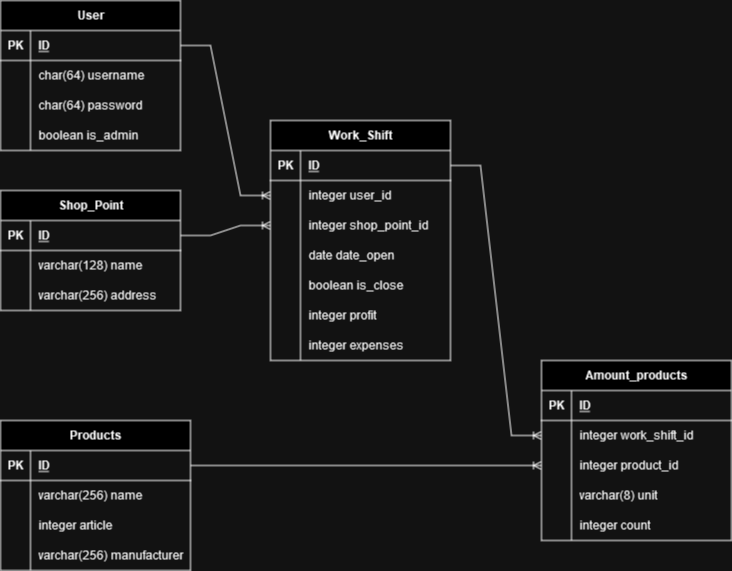 User
PK ID
char(64) username
char(64) password
boolean is_admin
Shop_Point
PK ID
varchar(128) name
varchar(256) address
Work_Shift
PK ID
integer user_id
integer shop_point_id
date date_open
boolean is_close
integer profit
integer expenses
Products
PK ID
varchar(256) name
integer article
varchar(256) manufacturer
Amount_products
PK ID
integer work_shift_id
integer product_id
varchar(8) unit
integer count